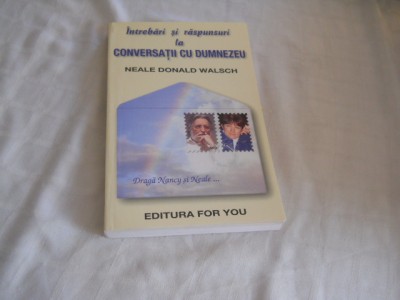 Întrebări și răspunsuri
la
CONVERSAȚII CU DUMNEZEU
NEALE DONALD WALSCH
Dragă Nancy și Neale ...
EDITURA FOR YOU